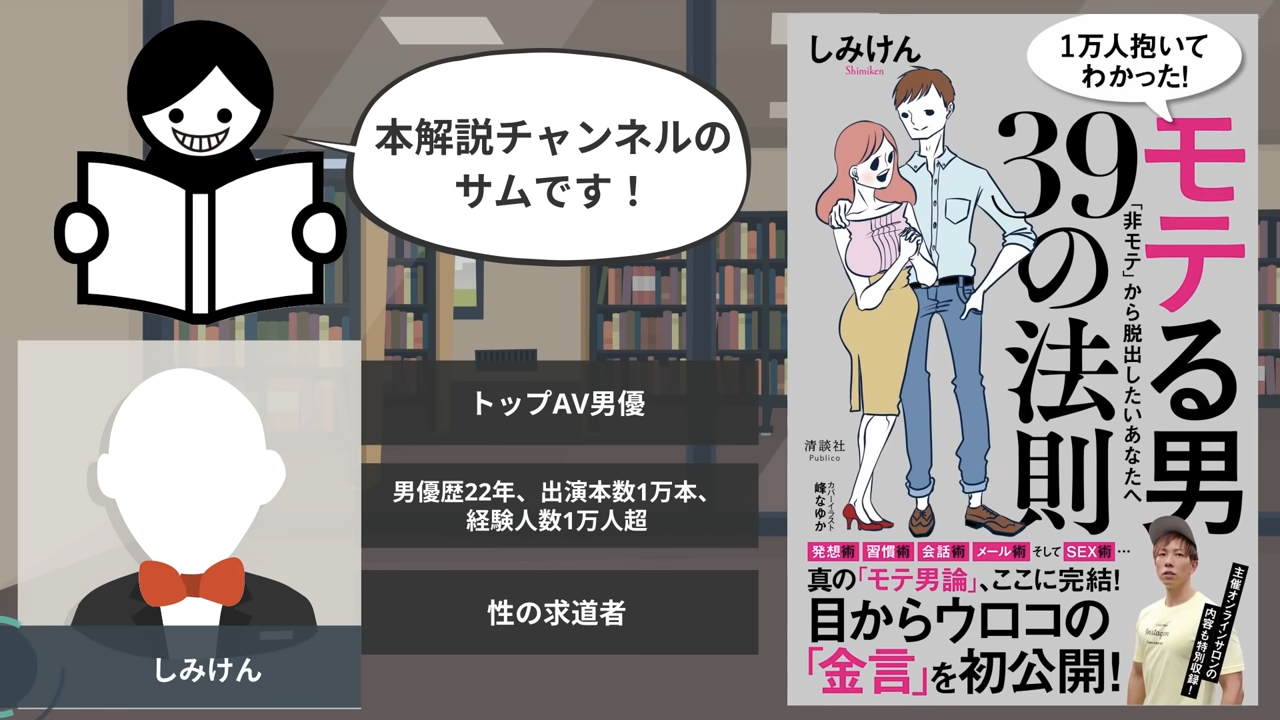 本解説チャンネルの
サムです！
トップAV男優
男優歴22年、出演本数1万本、
経験人数1万人超
性の求道者
しみけん
しみけん
Shimiken
1万人抱いて
わかった!
モテる男
39の法則
「非モテ」から脱出したいあなたへ
清談社
Publico
カバーイラスト
峰なゆか
発想術 習慣術 会話術 メール術 そして SEX術 …
真の「モテ男論」、ここに完結!
目からウロコの
「金言」を初公開!
主催オンラインサロンの
内容も特別収録!